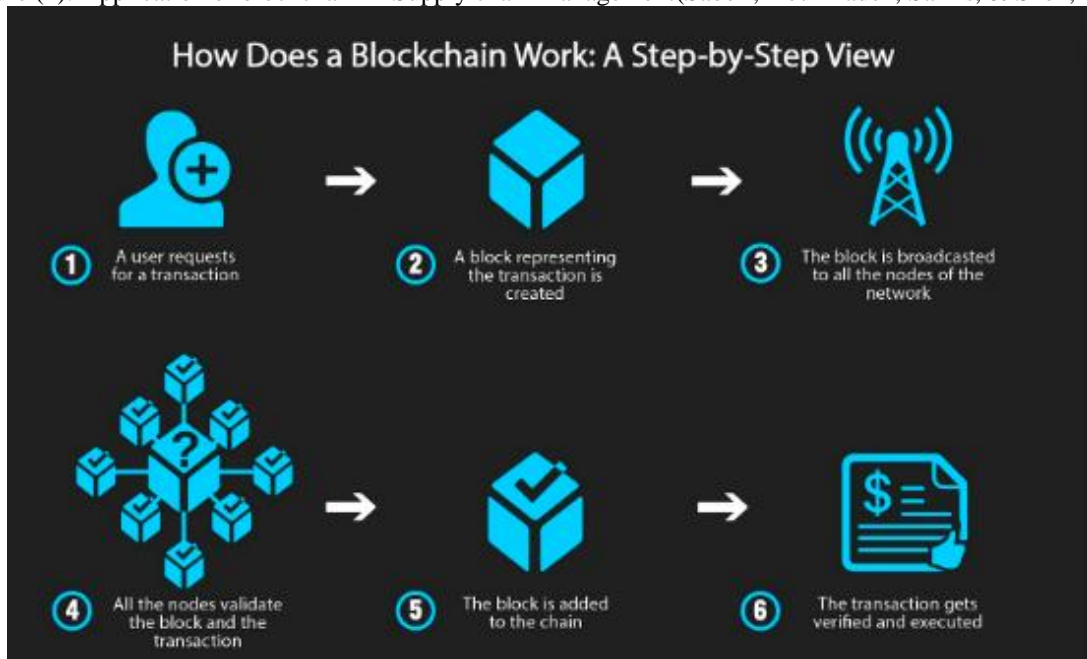 How Does a Blockchain Work: A Step-by-Step View
1
A user requests
for a transaction
2
A block representing
the transaction is
created
3
The block is broadcasted
to all the nodes of the
network
?
4
All the nodes validate
the block and the
transaction
5
The block is added
to the chain
$
6
The transaction gets
verified and executed